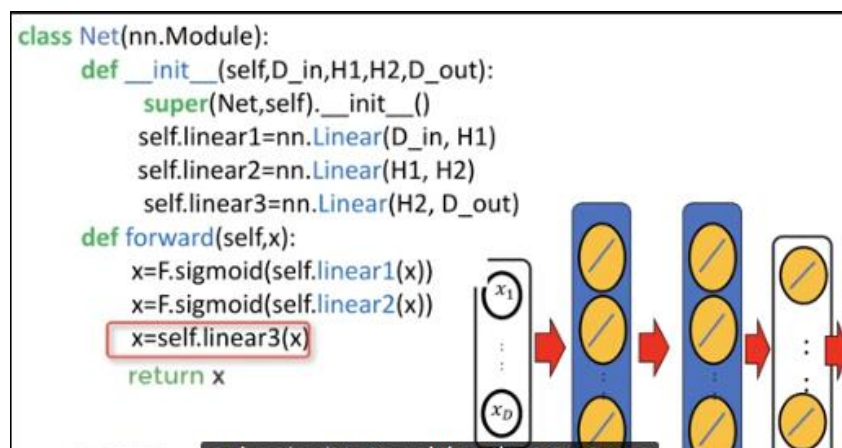 class Net(nn.Module):
def __init__(self,D_in,H1,H2,D_out):
super(Net,self).__init__()
self.linear1=nn.Linear(D_in, H1)
self.linear2=nn.Linear(H1, H2)
self.linear3=nn.Linear(H2, D_out)
def forward(self,x):
x=F.sigmoid(self.linear1(x))
x=F.sigmoid(self.linear2(x))
x=self.linear3(x)
return x
x1
xD